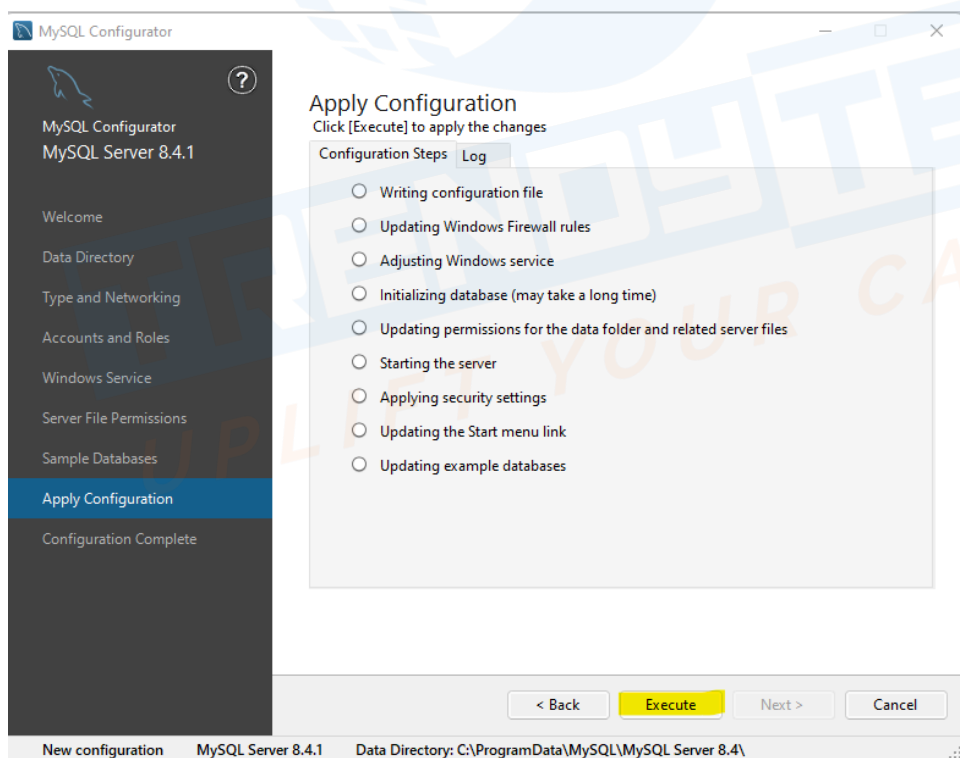 MySQL Configurator
?
MySQL Configurator
MySQL Server 8.4.1
Welcome
Data Directory
Type and Networking
Accounts and Roles
Windows Service
Server File Permissions
Sample Databases
Apply Configuration
Configuration Complete
Apply Configuration
Click [Execute] to apply the changes
Configuration Steps Log
Writing configuration file
Updating Windows Firewall rules
Adjusting Windows service
Initializing database (may take a long time)
Updating permissions for the data folder and related server files
Starting the server
Applying security settings
Updating the Start menu link
Updating example databases
< Back Execute Next > Cancel
New configuration MySQL Server 8.4.1 Data Directory: C:\ProgramData\MySQL\MySQL Server 8.4\
TRENDYTE
UPLIFT YOUR CA